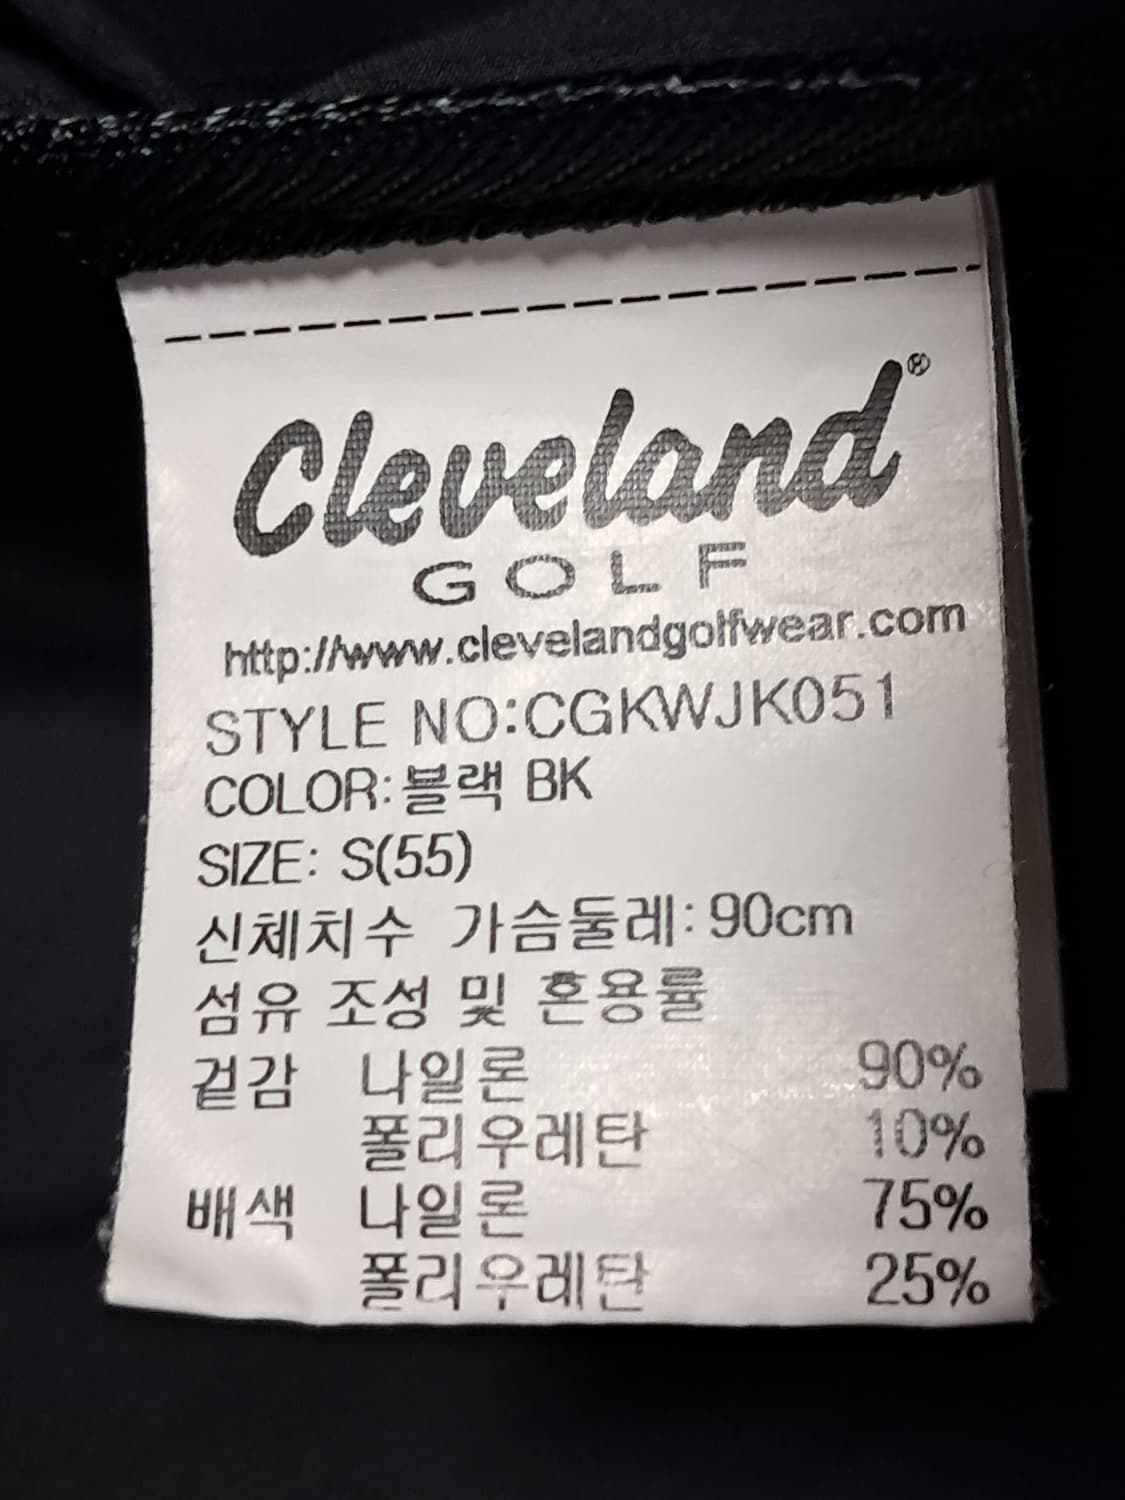 Cleveland®
GOLF
http://www.clevelandgolfwear.com
STYLE NO:CGKWJK051
COLOR:블랙 BK
SIZE: S(55)
신체치수 가슴둘레:90cm
섬유 조성 및 혼용률
겉감 나일론 90%
폴리우레탄 10%
배색 나일론 75%
폴리우레탄 25%